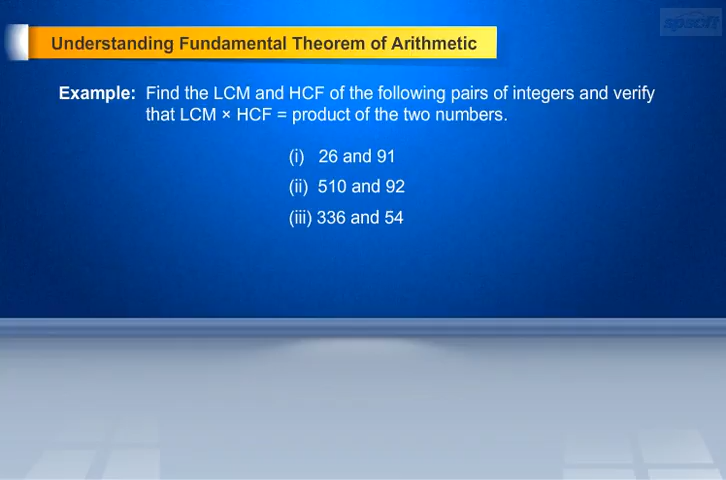 spsoft
Understanding Fundamental Theorem of Arithmetic
Example: Find the LCM and HCF of the following pairs of integers and verify
that LCM × HCF = product of the two numbers.
(i) 26 and 91
(ii) 510 and 92
(iii) 336 and 54